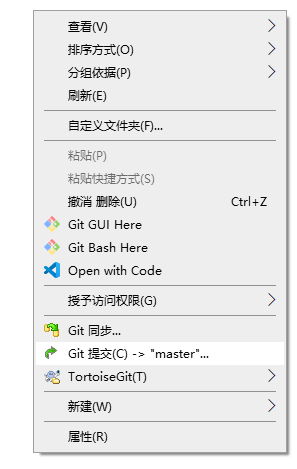 查看(V)
排序方式(O)
分组依据(P)
刷新(E)
自定义文件夹(F)...
粘贴(P)
粘贴快捷方式(S)
撤消 删除(U) Ctrl+Z
Git GUI Here
Git Bash Here
Open with Code
授予访问权限(G)
Git 同步...
Git 提交(C) -> "master"...
TortoiseGit(T)
新建(W)
属性(R)